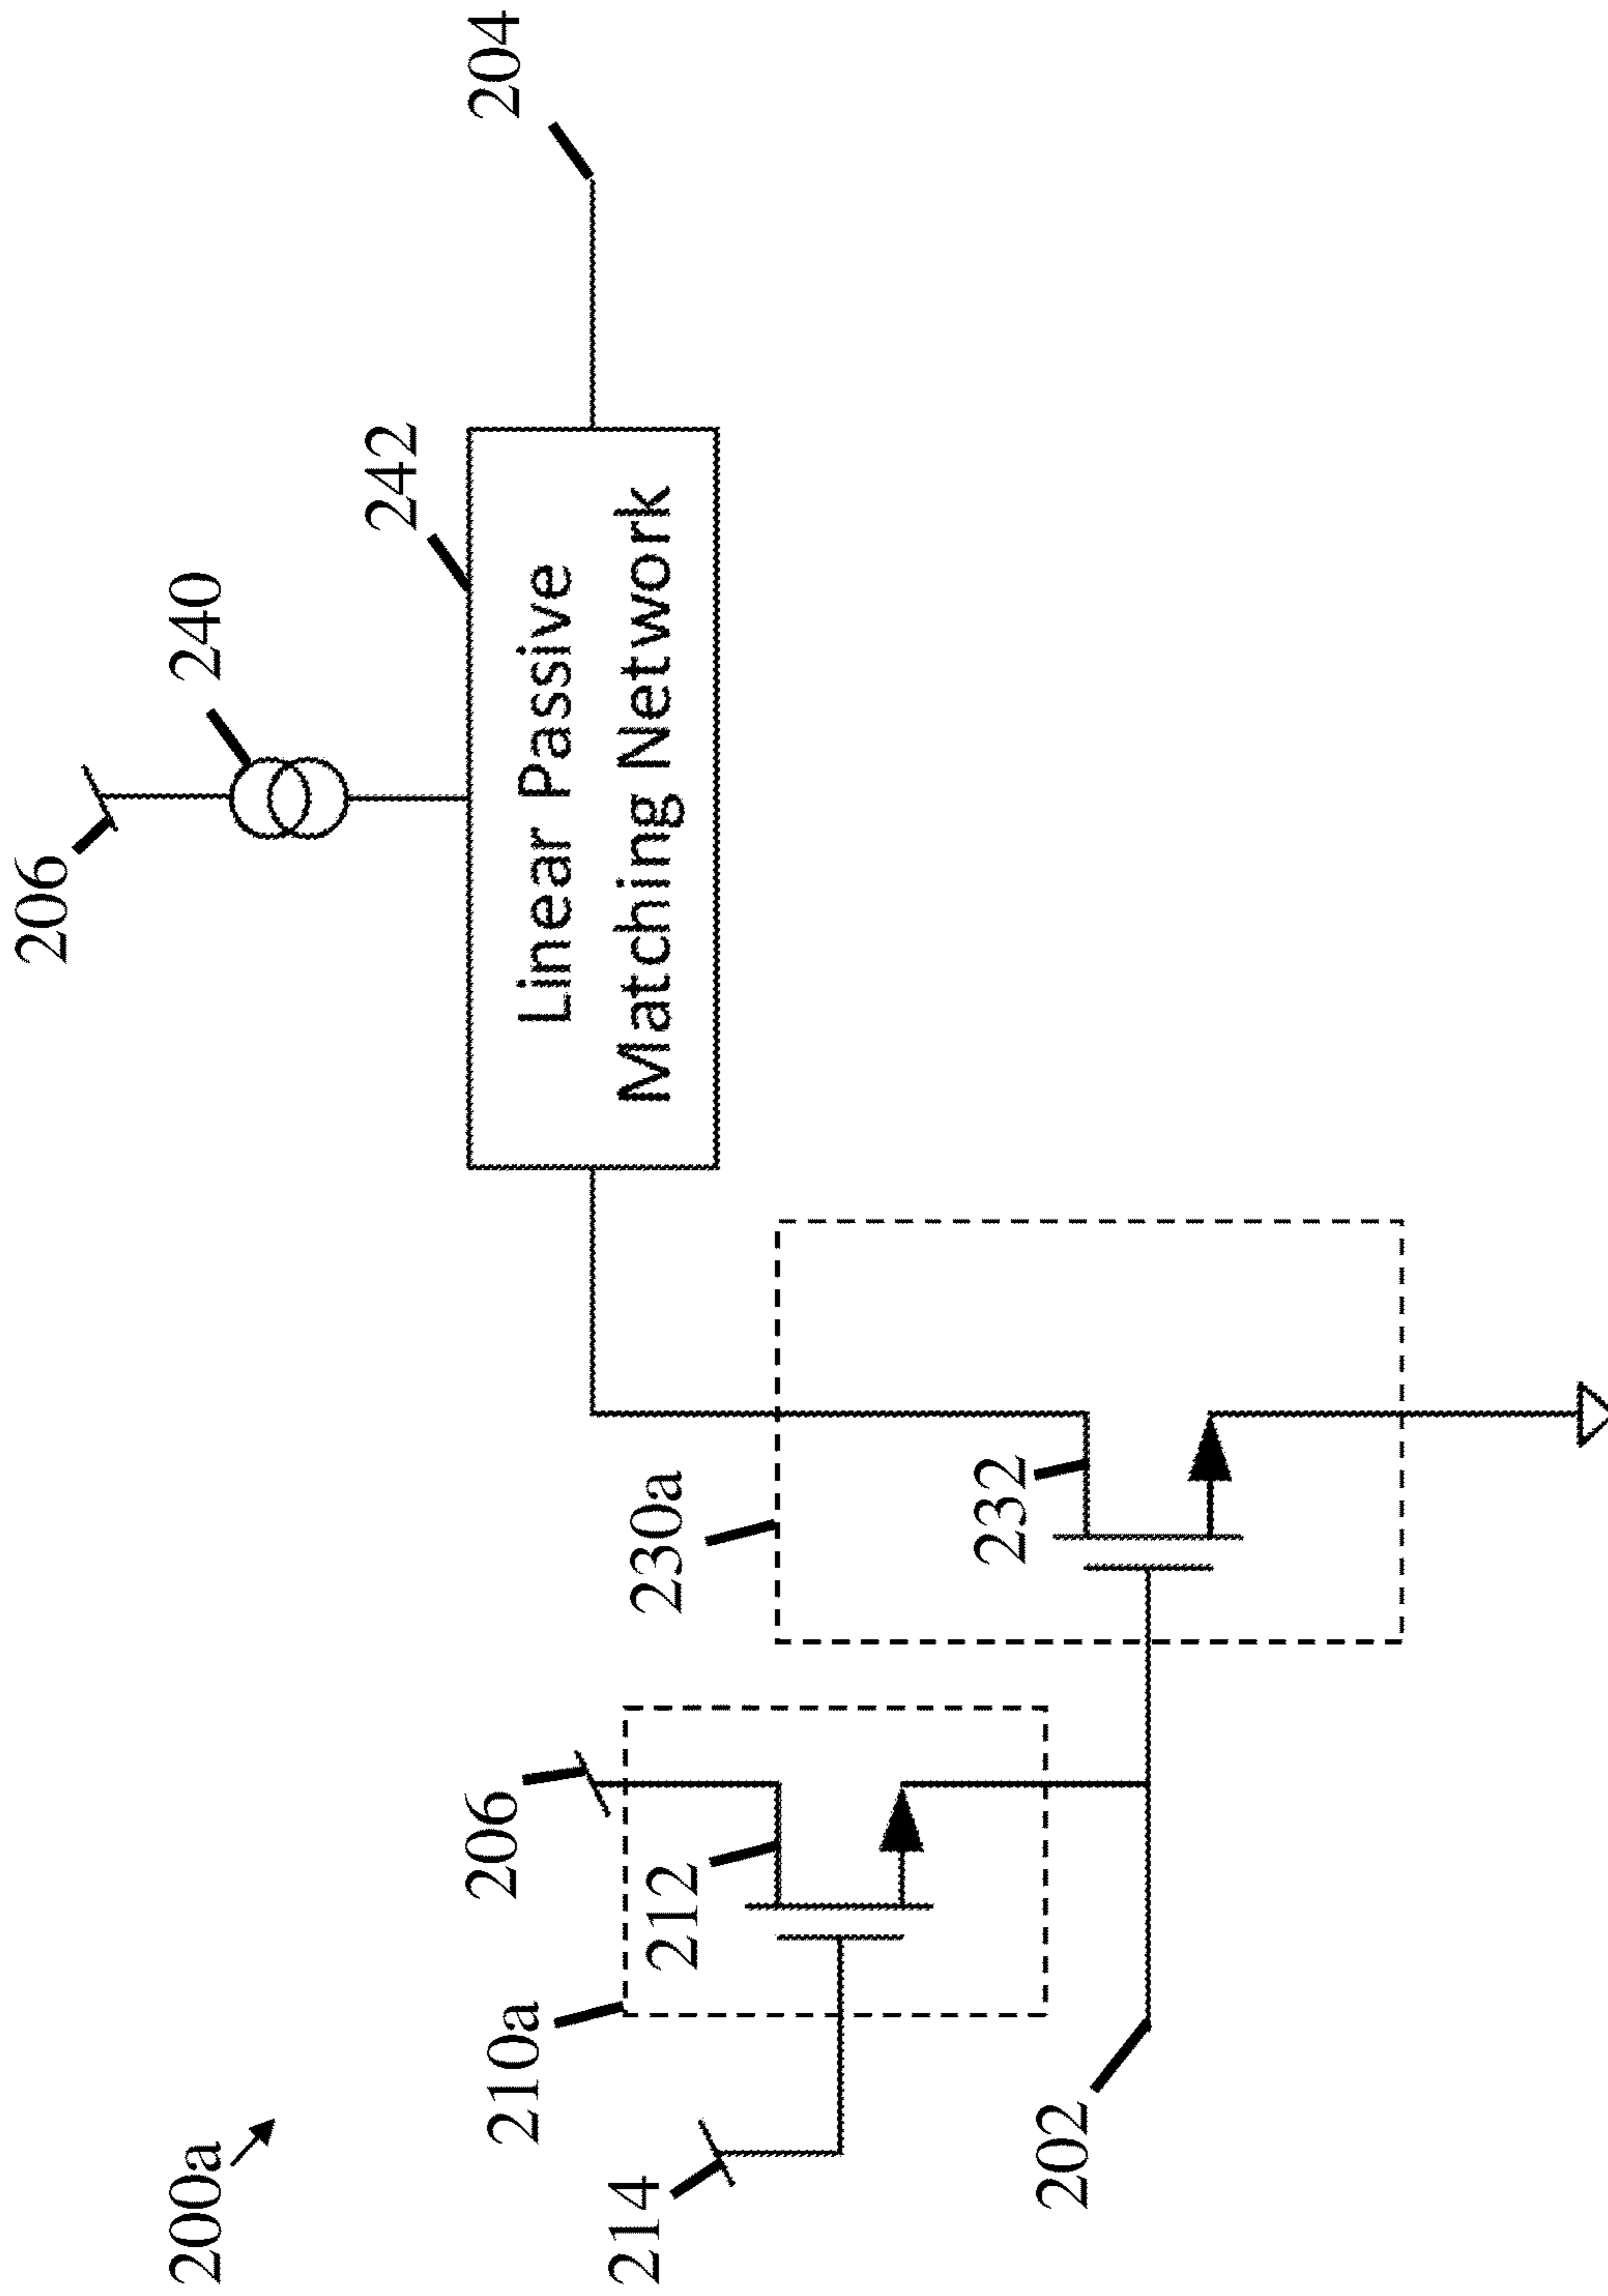 200a
206
240
242
204
Linear Passive
Matching Network
210a
206
230a
214
212
232
202